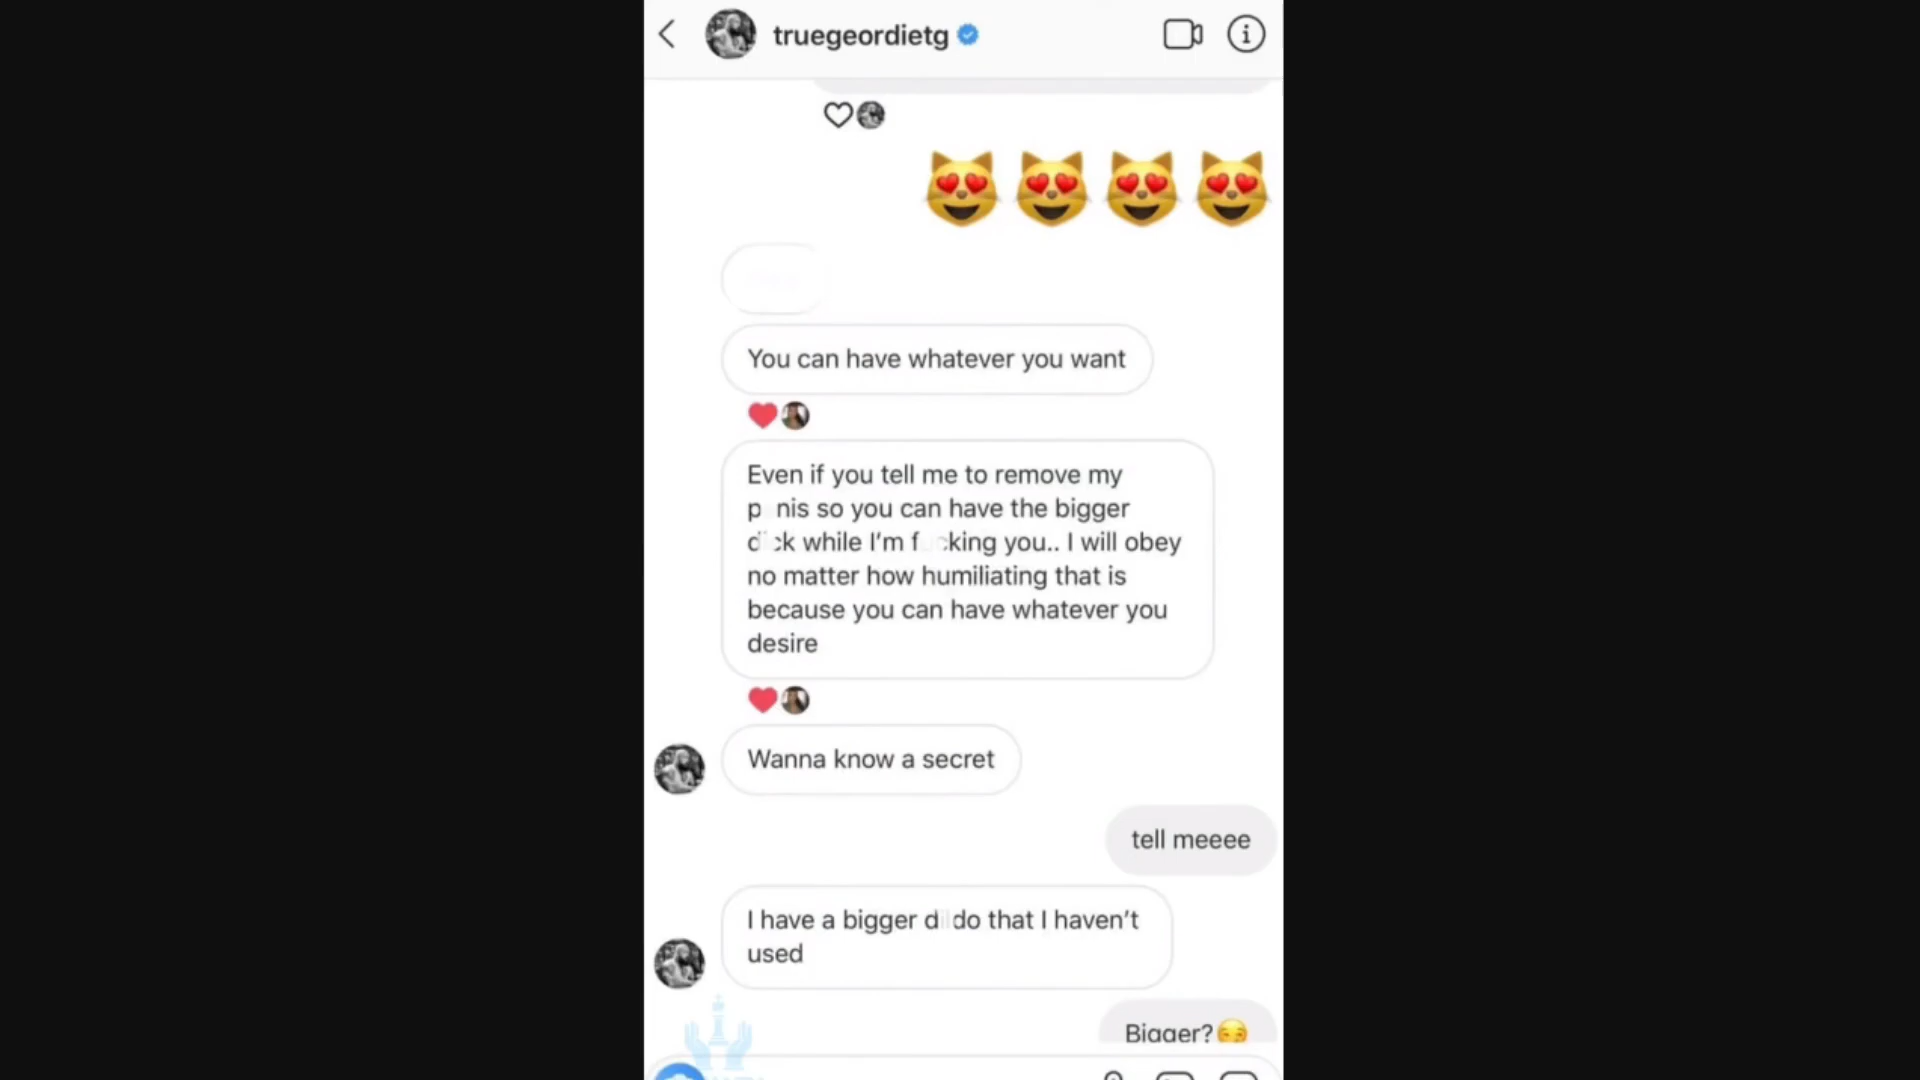 truegeordietg
You can have whatever you want
Even if you tell me to remove my
p nis so you can have the bigger
d ck while I'm f cking you.. I will obey
no matter how humiliating that is
because you can have whatever you
desire
Wanna know a secret
tell meeee
I have a bigger d do that I haven't
used
Bigger?😏